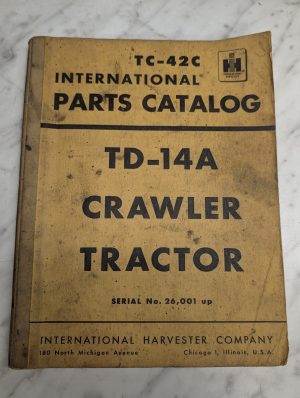 TC-42C
INTERNATIONAL
PARTS CATALOG
TD-14A
CRAWLER
TRACTOR
SERIAL No. 26,001 up
INTERNATIONAL HARVESTER COMPANY
180 North Michigan Avenue Chicago 1, Illinois, U.S.A.